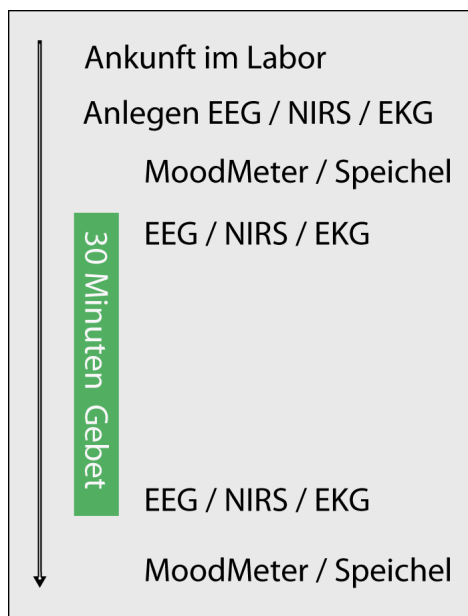 Ankunft im Labor
Anlegen EEG / NIRS / EKG
MoodMeter / Speichel
30 Minuten Gebet
EEG / NIRS / EKG
EEG / NIRS / EKG
MoodMeter / Speichel